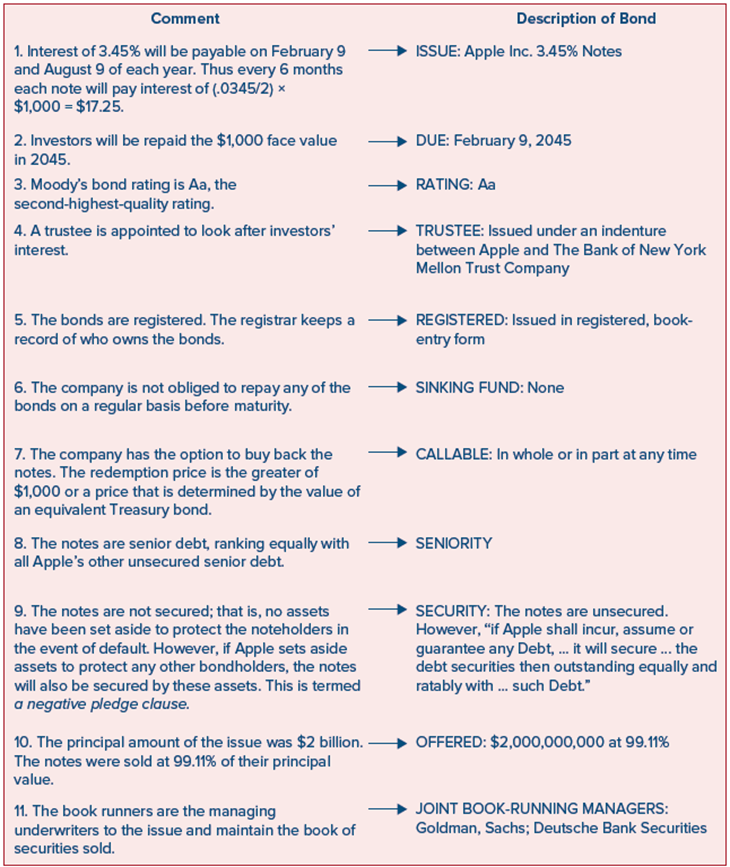 Comment
Description of Bond
1. Interest of 3.45% will be payable on February 9
and August 9 of each year. Thus every 6 months
each note will pay interest of (.0345/2) ×
$1,000 = $17.25.
ISSUE: Apple Inc. 3.45% Notes
2. Investors will be repaid the $1,000 face value
in 2045.
DUE: February 9, 2045
3. Moody’s bond rating is Aa, the
second-highest-quality rating.
RATING: Aa
4. A trustee is appointed to look after investors’
interest.
TRUSTEE: Issued under an indenture
between Apple and The Bank of New York
Mellon Trust Company
5. The bonds are registered. The registrar keeps a
record of who owns the bonds.
REGISTERED: Issued in registered, book-
entry form
6. The company is not obliged to repay any of the
bonds on a regular basis before maturity.
SINKING FUND: None
7. The company has the option to buy back the
notes. The redemption price is the greater of
$1,000 or a price that is determined by the value of
an equivalent Treasury bond.
CALLABLE: In whole or in part at any time
8. The notes are senior debt, ranking equally with
all Apple’s other unsecured senior debt.
SENIORITY
9. The notes are not secured; that is, no assets
have been set aside to protect the noteholders in
the event of default. However, if Apple sets aside
assets to protect any other bondholders, the notes
will also be secured by these assets. This is termed
a negative pledge clause.
SECURITY: The notes are unsecured.
However, “if Apple shall incur, assume or
guarantee any Debt, ... it will secure ... the
debt securities then outstanding equally and
ratably with ... such Debt.”
10. The principal amount of the issue was $2 billion.
The notes were sold at 99.11% of their principal
value.
OFFERED: $2,000,000,000 at 99.11%
11. The book runners are the managing
underwriters to the issue and maintain the book of
securities sold.
JOINT BOOK-RUNNING MANAGERS:
Goldman, Sachs; Deutsche Bank Securities